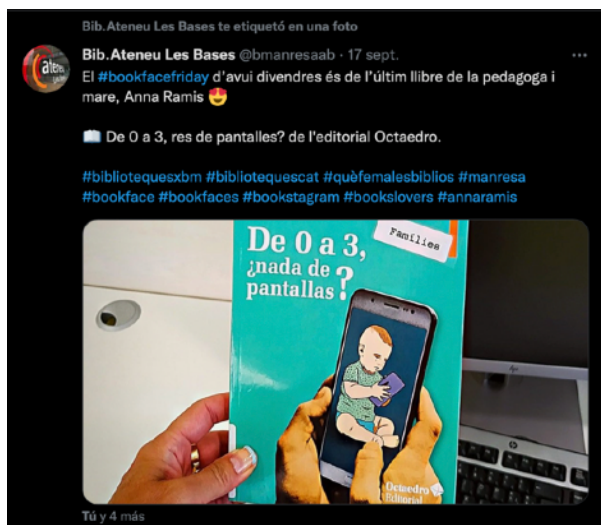 Bib.Ateneu Les Bases te etiquetó en una foto
Bib.Ateneu Les Bases @bmanresaab · 17 sept.
El #bookfacefriday d'avui divendres és de l'últim llibre de la pedagoga i
mare, Anna Ramis 😍
📖 De 0 a 3, res de pantalles? de l'editorial Octaedro.
#bibliotequesxbm #bibliotequescat #quèfemalesbiblios #manresa
#bookface #bookfaces #bookstagram #bookslovers #annaramis
De 0 a 3,
¿nada de
pantallas?
Famílies
Octaedro
Editorial
hp
Tú y 4 más